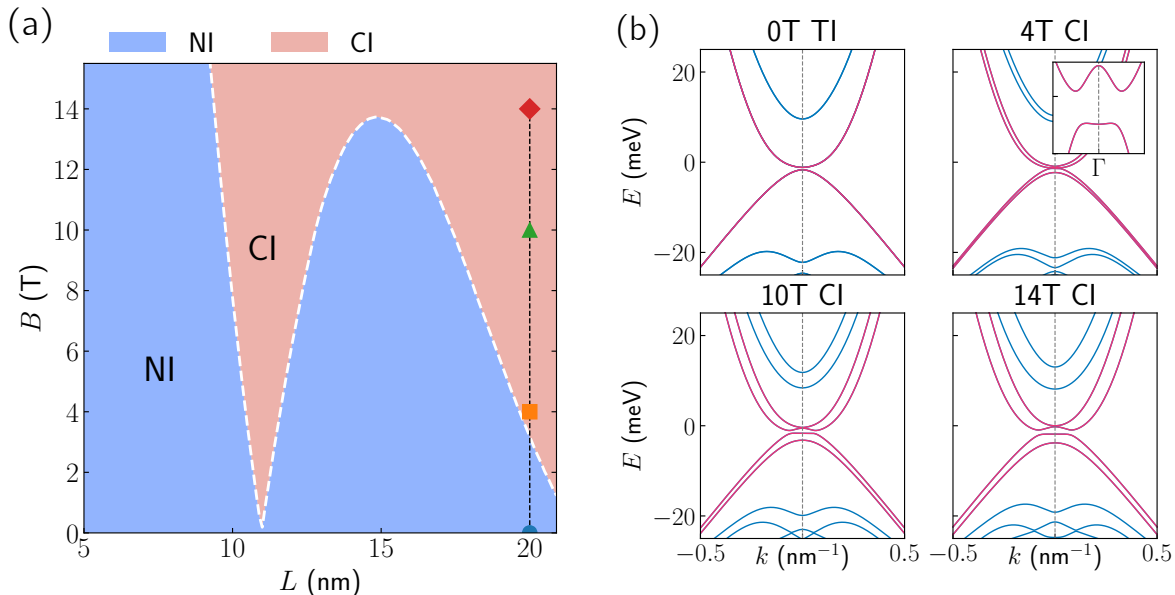 (a)
NI
CI
B (T)
14
12
10
8
6
4
2
0
NI
CI
5
10
15
20
L (nm)
(b)
0T TI
4T CI
E (meV)
20
0
−20
Γ
10T CI
14T CI
E (meV)
20
0
−20
−0.5
k (nm⁻¹)
0.5
−0.5
k (nm⁻¹)
0.5